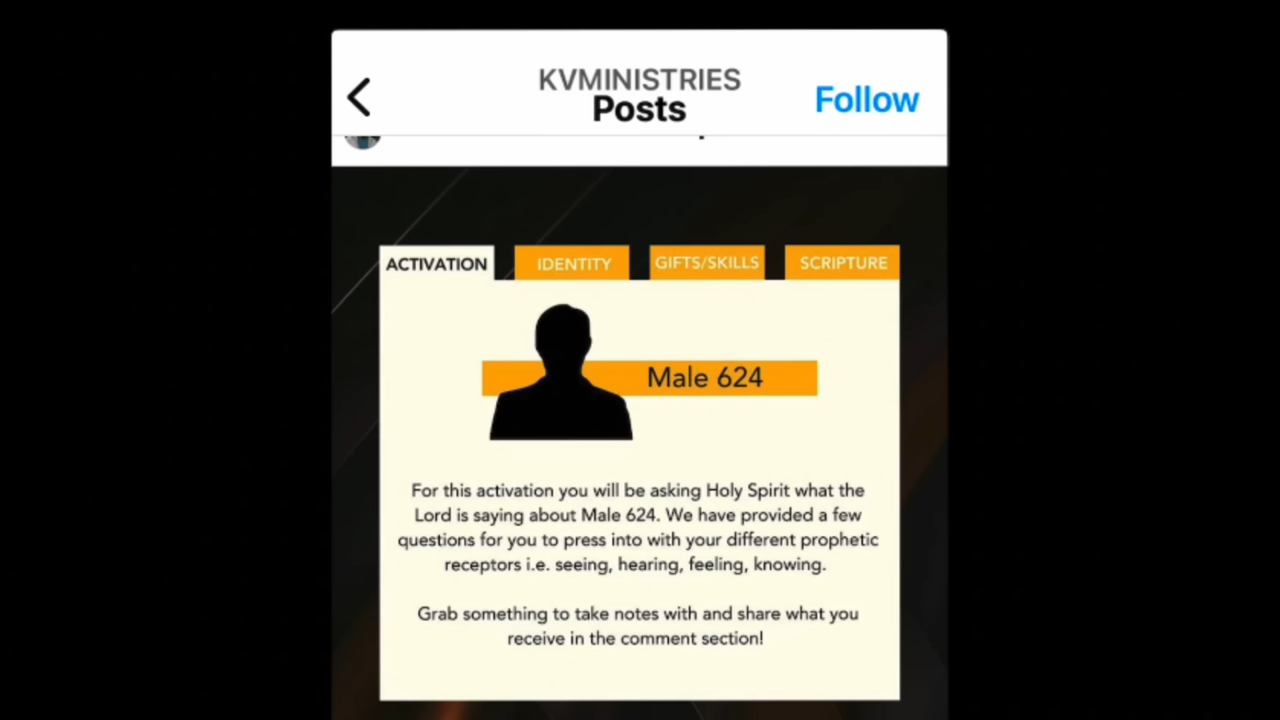 KVMINISTRIES
Posts
Follow
ACTIVATION
IDENTITY
GIFTS/SKILLS
SCRIPTURE
Male 624
For this activation you will be asking Holy Spirit what the
Lord is saying about Male 624. We have provided a few
questions for you to press into with your different prophetic
receptors i.e. seeing, hearing, feeling, knowing.
Grab something to take notes with and share what you
receive in the comment section!